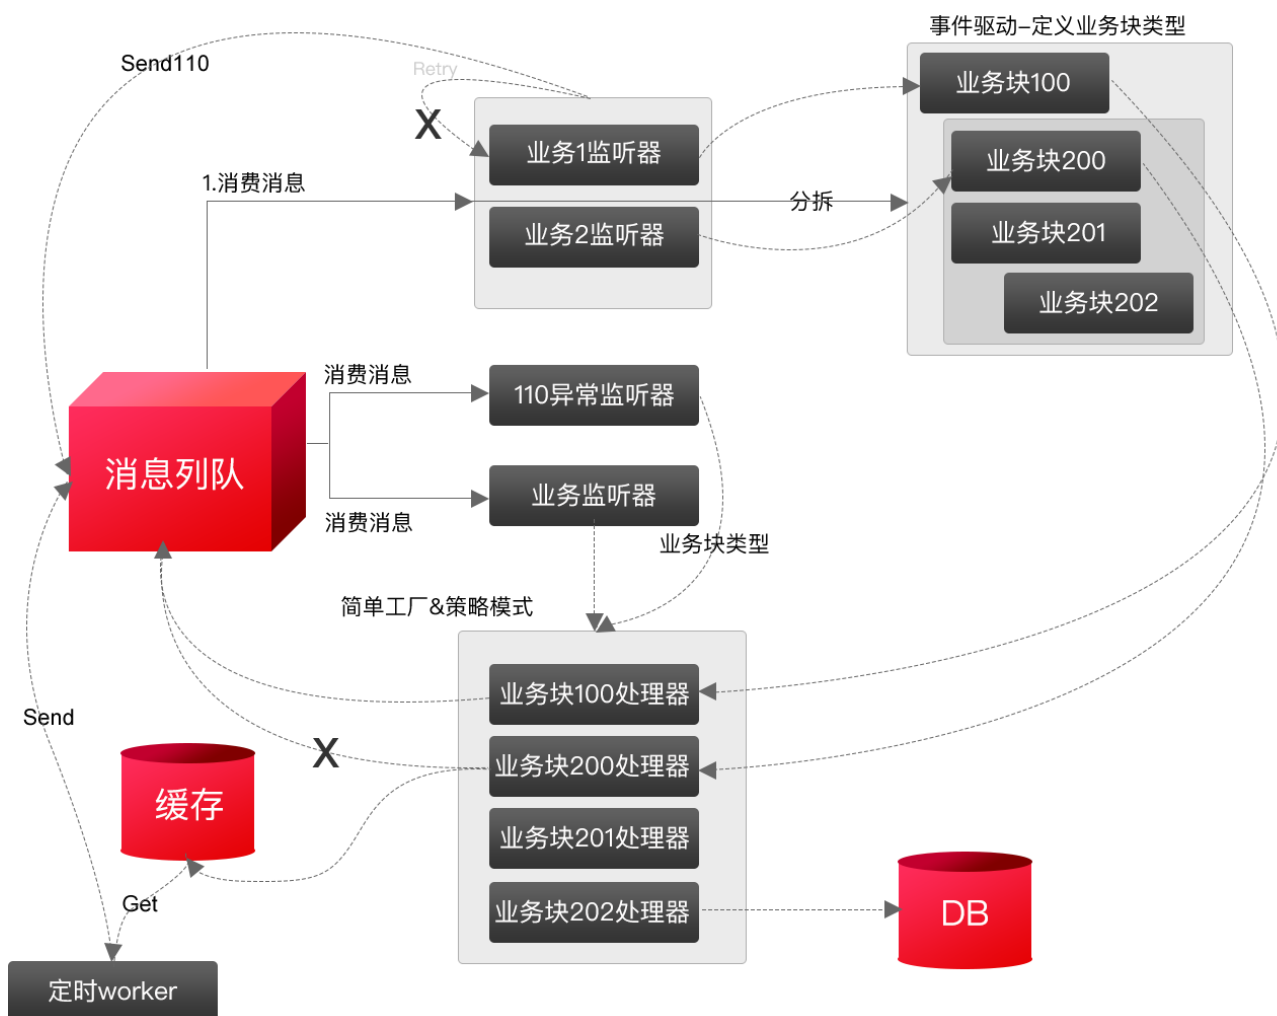 事件驱动-定义业务块类型
Send110
Retry
业务块100
X
业务1监听器
业务块200
1.消费消息
分拆
业务2监听器
业务块201
业务块202
消费消息
110异常监听器
消息列队
业务监听器
消费消息
业务块类型
简单工厂&策略模式
业务块100处理器
Send
X
业务块200处理器
缓存
业务块201处理器
Get
业务块202处理器
DB
定时worker